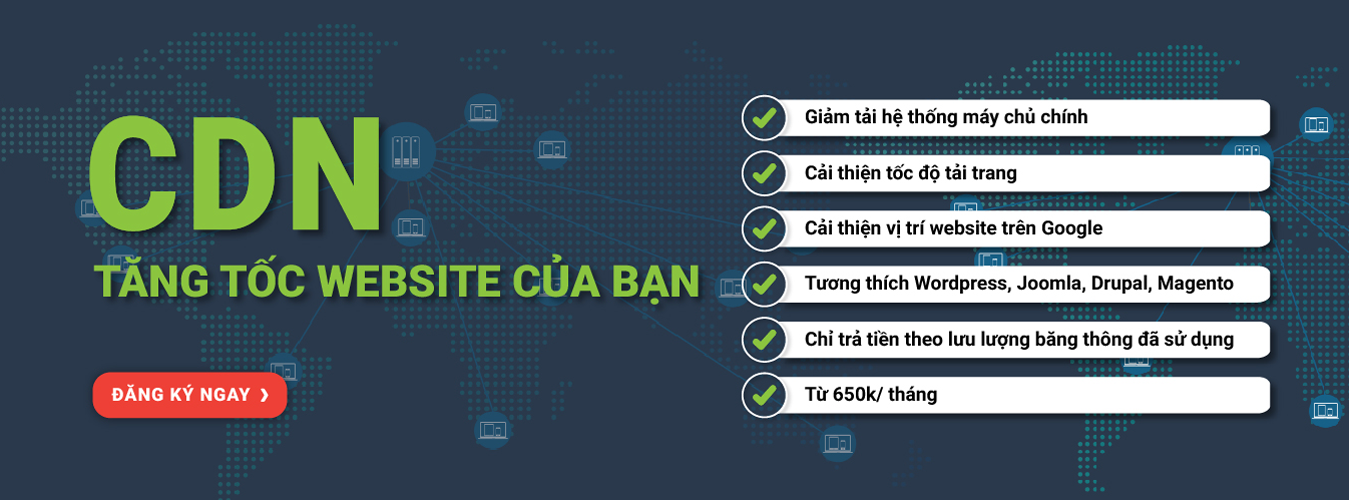 CDN
TĂNG TỐC WEBSITE CỦA BẠN
ĐĂNG KÝ NGAY ❯
Giảm tải hệ thống máy chủ chính
Cải thiện tốc độ tải trang
Cải thiện vị trí website trên Google
Tương thích Wordpress, Joomla, Drupal, Magento
Chỉ trả tiền theo lưu lượng băng thông đã sử dụng
Từ 650k/ tháng